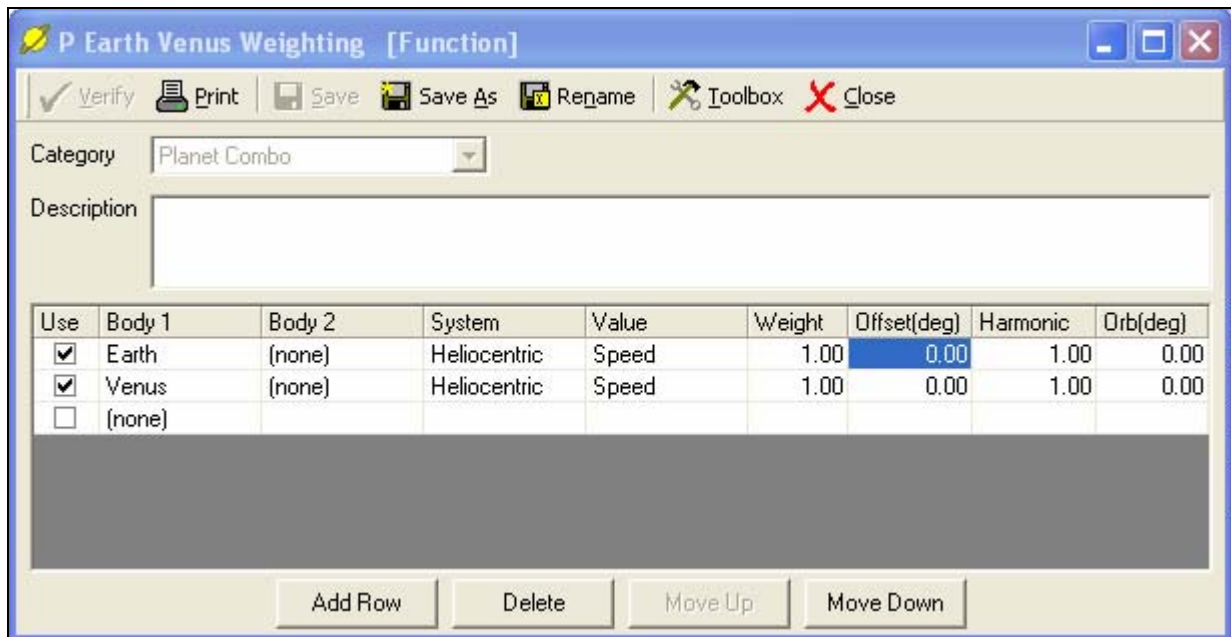 P Earth Venus Weighting [Function]
Verify Print Save Save As Rename Toolbox Close
Category Planet Combo
Description
Use Body 1 Body 2 System Value Weight Offset(deg) Harmonic Orb(deg)
Earth (none) Heliocentric Speed 1.00 0.00 1.00 0.00
Venus (none) Heliocentric Speed 1.00 0.00 1.00 0.00
(none)
Add Row Delete Move Up Move Down